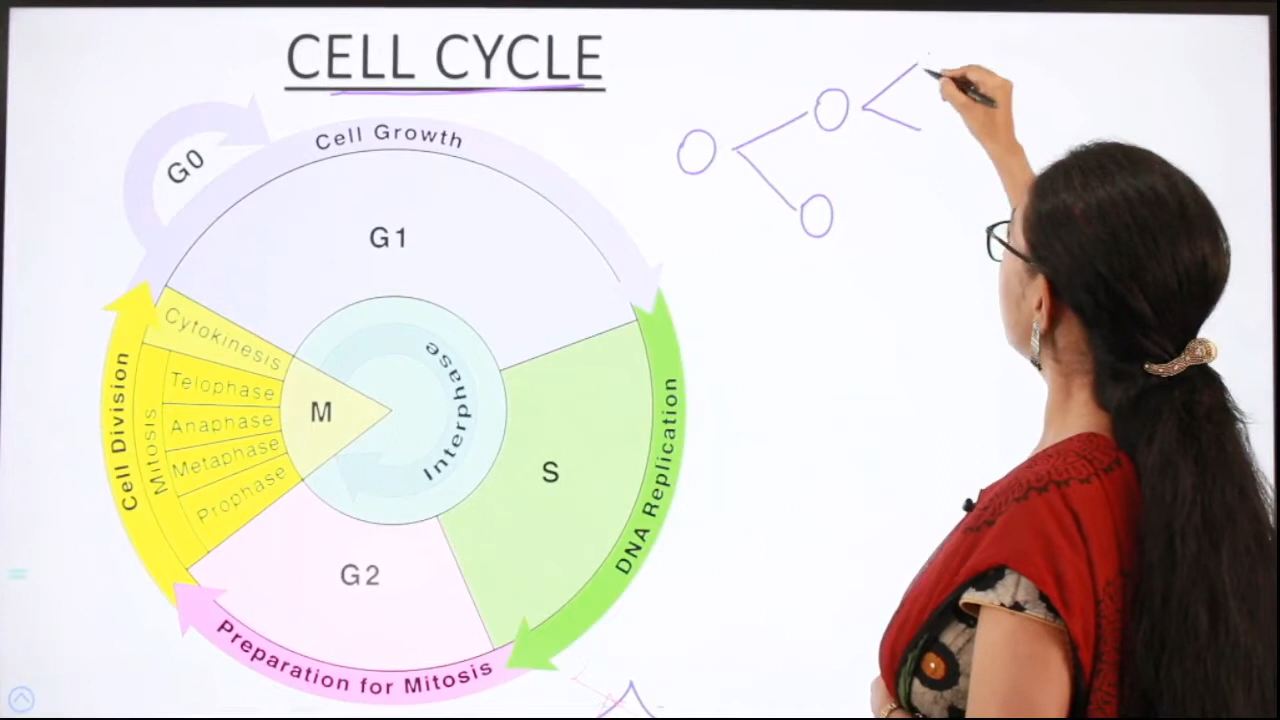 CELL CYCLE
Cell Growth
G0
G1
Cytokinesis
Telophase
Anaphase
Metaphase
Prophase
Mitosis
Cell Division
M
Interphase
S
DNA Replication
G2
Preparation for Mitosis